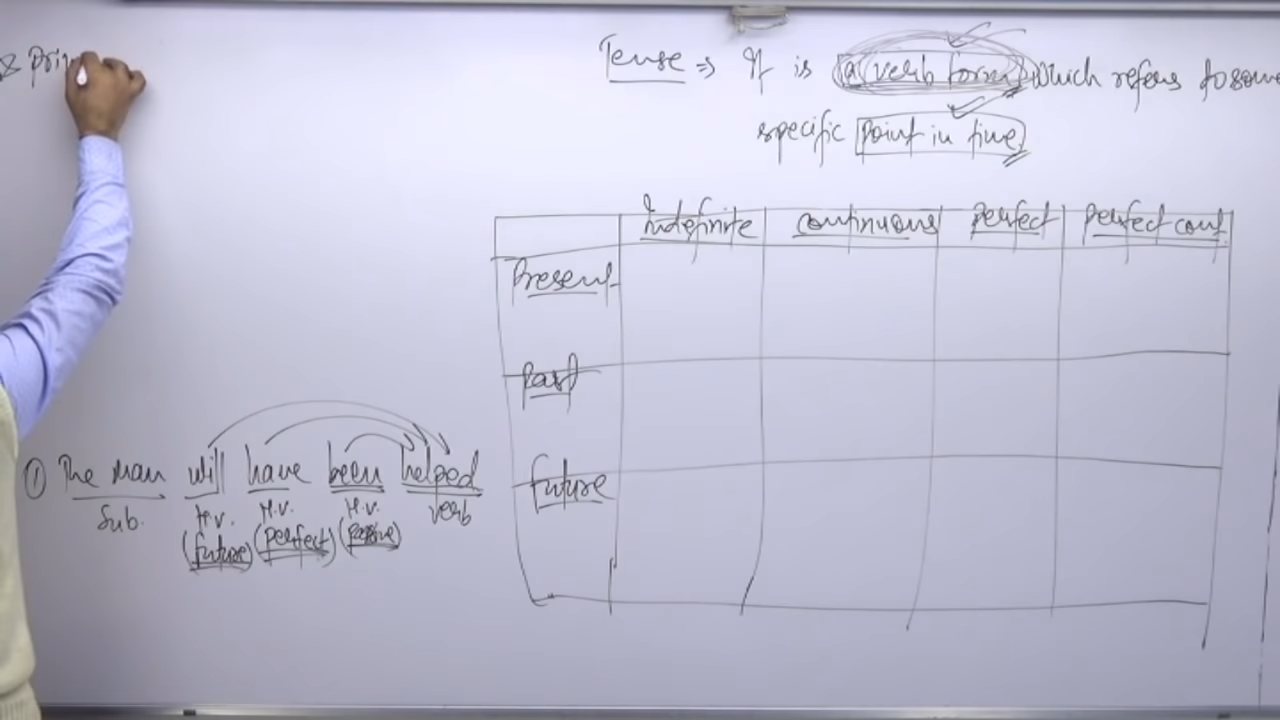 Tense ⇒ It is a verb form which refers to some
specific point in time
Indefinite continuous perfect perfect cont.
Present
Past
Future
① The man will have been helped
Sub. H.v. H.v. H.v. verb
(future) (perfect) (passive)